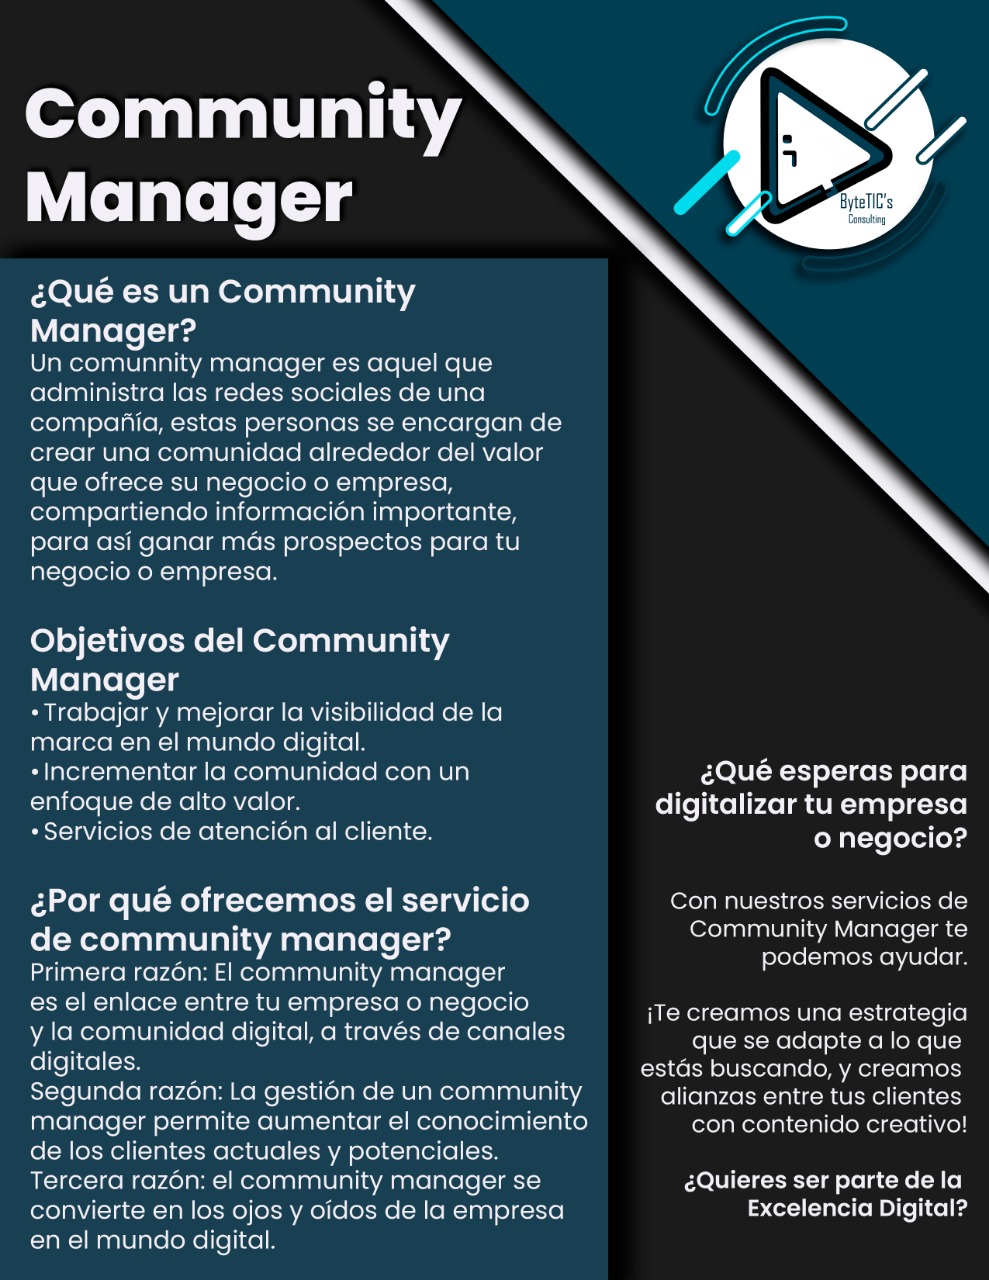 Community
Manager
ByteTIC's
Consulting
¿Qué es un Community
Manager?
Un comunnity manager es aquel que
administra las redes sociales de una
compañía, estas personas se encargan de
crear una comunidad alrededor del valor
que ofrece su negocio o empresa,
compartiendo información importante,
para así ganar más prospectos para tu
negocio o empresa.
Objetivos del Community
Manager
• Trabajar y mejorar la visibilidad de la
marca en el mundo digital.
• Incrementar la comunidad con un
enfoque de alto valor.
• Servicios de atención al cliente.
¿Por qué ofrecemos el servicio
de community manager?
Primera razón: El community manager
es el enlace entre tu empresa o negocio
y la comunidad digital, a través de canales
digitales.
Segunda razón: La gestión de un community
manager permite aumentar el conocimiento
de los clientes actuales y potenciales.
Tercera razón: el community manager se
convierte en los ojos y oídos de la empresa
en el mundo digital.
¿Qué esperas para
digitalizar tu empresa
o negocio?
Con nuestros servicios de
Community Manager te
podemos ayudar.
¡Te creamos una estrategia
que se adapte a lo que
estás buscando, y creamos
alianzas entre tus clientes
con contenido creativo!
¿Quieres ser parte de la
Excelencia Digital?